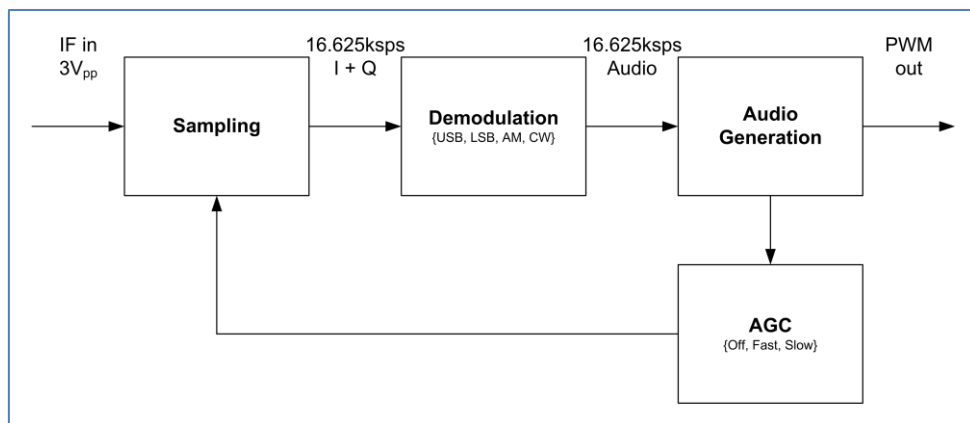 IF in
3Vpp
16.625ksps
I + Q
16.625ksps
Audio
PWM
out
Sampling
Demodulation
{USB, LSB, AM, CW}
Audio
Generation
AGC
{Off, Fast, Slow}